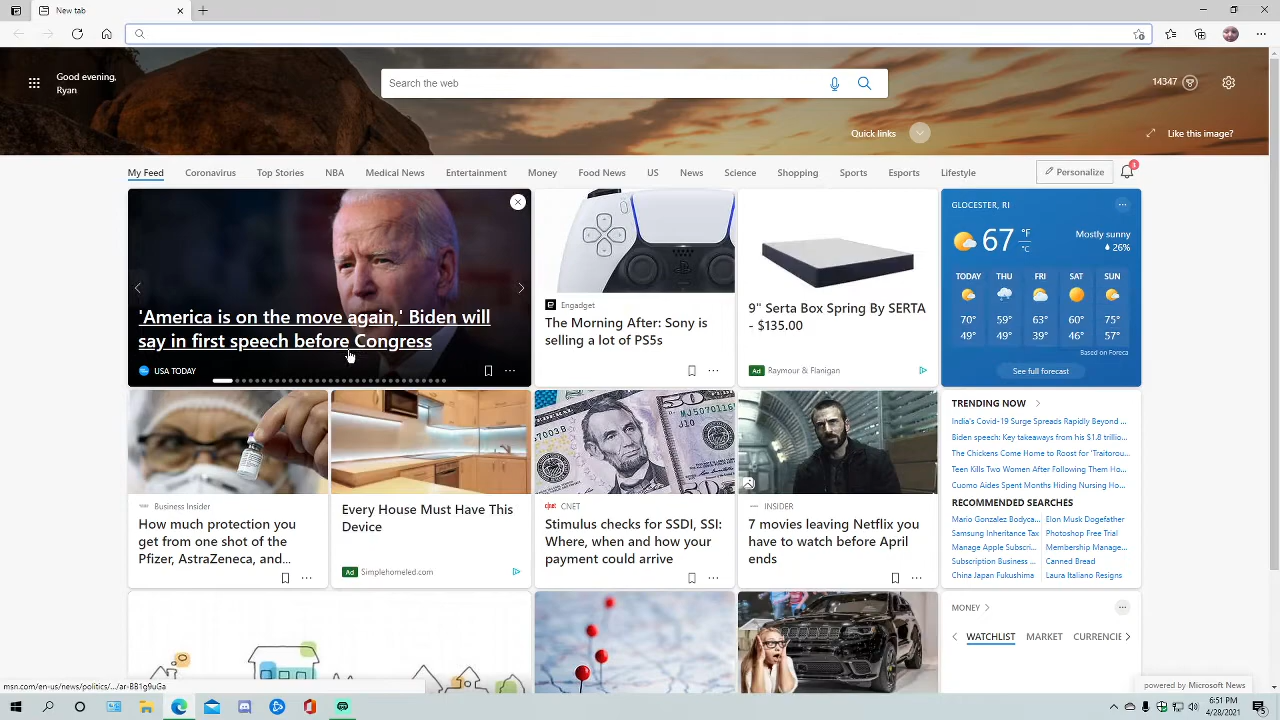 New tab
Good evening,
Ryan
Search the web
14347
Quick links
Like this image?
My Feed
Coronavirus
Top Stories
NBA
Medical News
Entertainment
Money
Food News
US
News
Science
Shopping
Sports
Esports
Lifestyle
Personalize
3
'America is on the move again,' Biden will
say in first speech before Congress
USA TODAY
Engadget
The Morning After: Sony is
selling a lot of PS5s
9" Serta Box Spring By SERTA
- $135.00
Ad Raymour & Flanigan
GLOCESTER, RI
67 °F
°C
Mostly sunny
26%
TODAY THU FRI SAT SUN
70° 59° 63° 60° 75°
49° 49° 39° 46° 57°
Based on Foreca
See full forecast
Business Insider
How much protection you
get from one shot of the
Pfizer, AstraZeneca, and...
Every House Must Have This
Device
Ad Simplehomeled.com
MJ5070116
CNET
Stimulus checks for SSDI, SSI:
Where, when and how your
payment could arrive
INSIDER
7 movies leaving Netflix you
have to watch before April
ends
TRENDING NOW
India's Covid-19 Surge Spreads Rapidly Beyond ...
Biden speech: Key takeaways from his $1.8 trillio...
The Chickens Come Home to Roost for 'Traitorou...
Teen Kills Two Women After Following Them Ho...
Cuomo Aides Spent Months Hiding Nursing Ho...
RECOMMENDED SEARCHES
Mario Gonzalez Bodyca... Elon Musk Dogefather
Samsung Inheritance Tax Photoshop Free Trial
Manage Apple Subscri... Membership Manage...
Subscription Business ... Canned Bread
China Japan Fukushima Laura Italiano Resigns
MONEY
WATCHLIST MARKET CURRENCIE
powered by Microsoft News
6:51 PM
4/28/2021